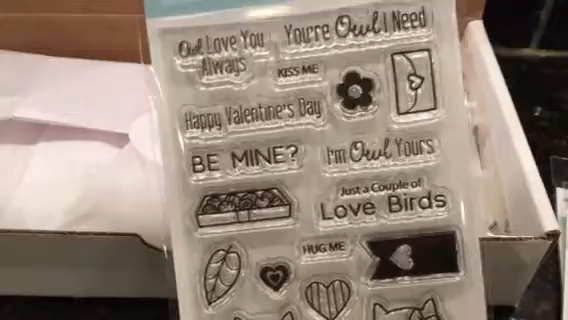 Owl Love You
Always
You're Owl I Need
KISS ME
Happy Valentine's Day
BE MINE?
I'm Owl Yours
Just a Couple of
Love Birds
HUG ME